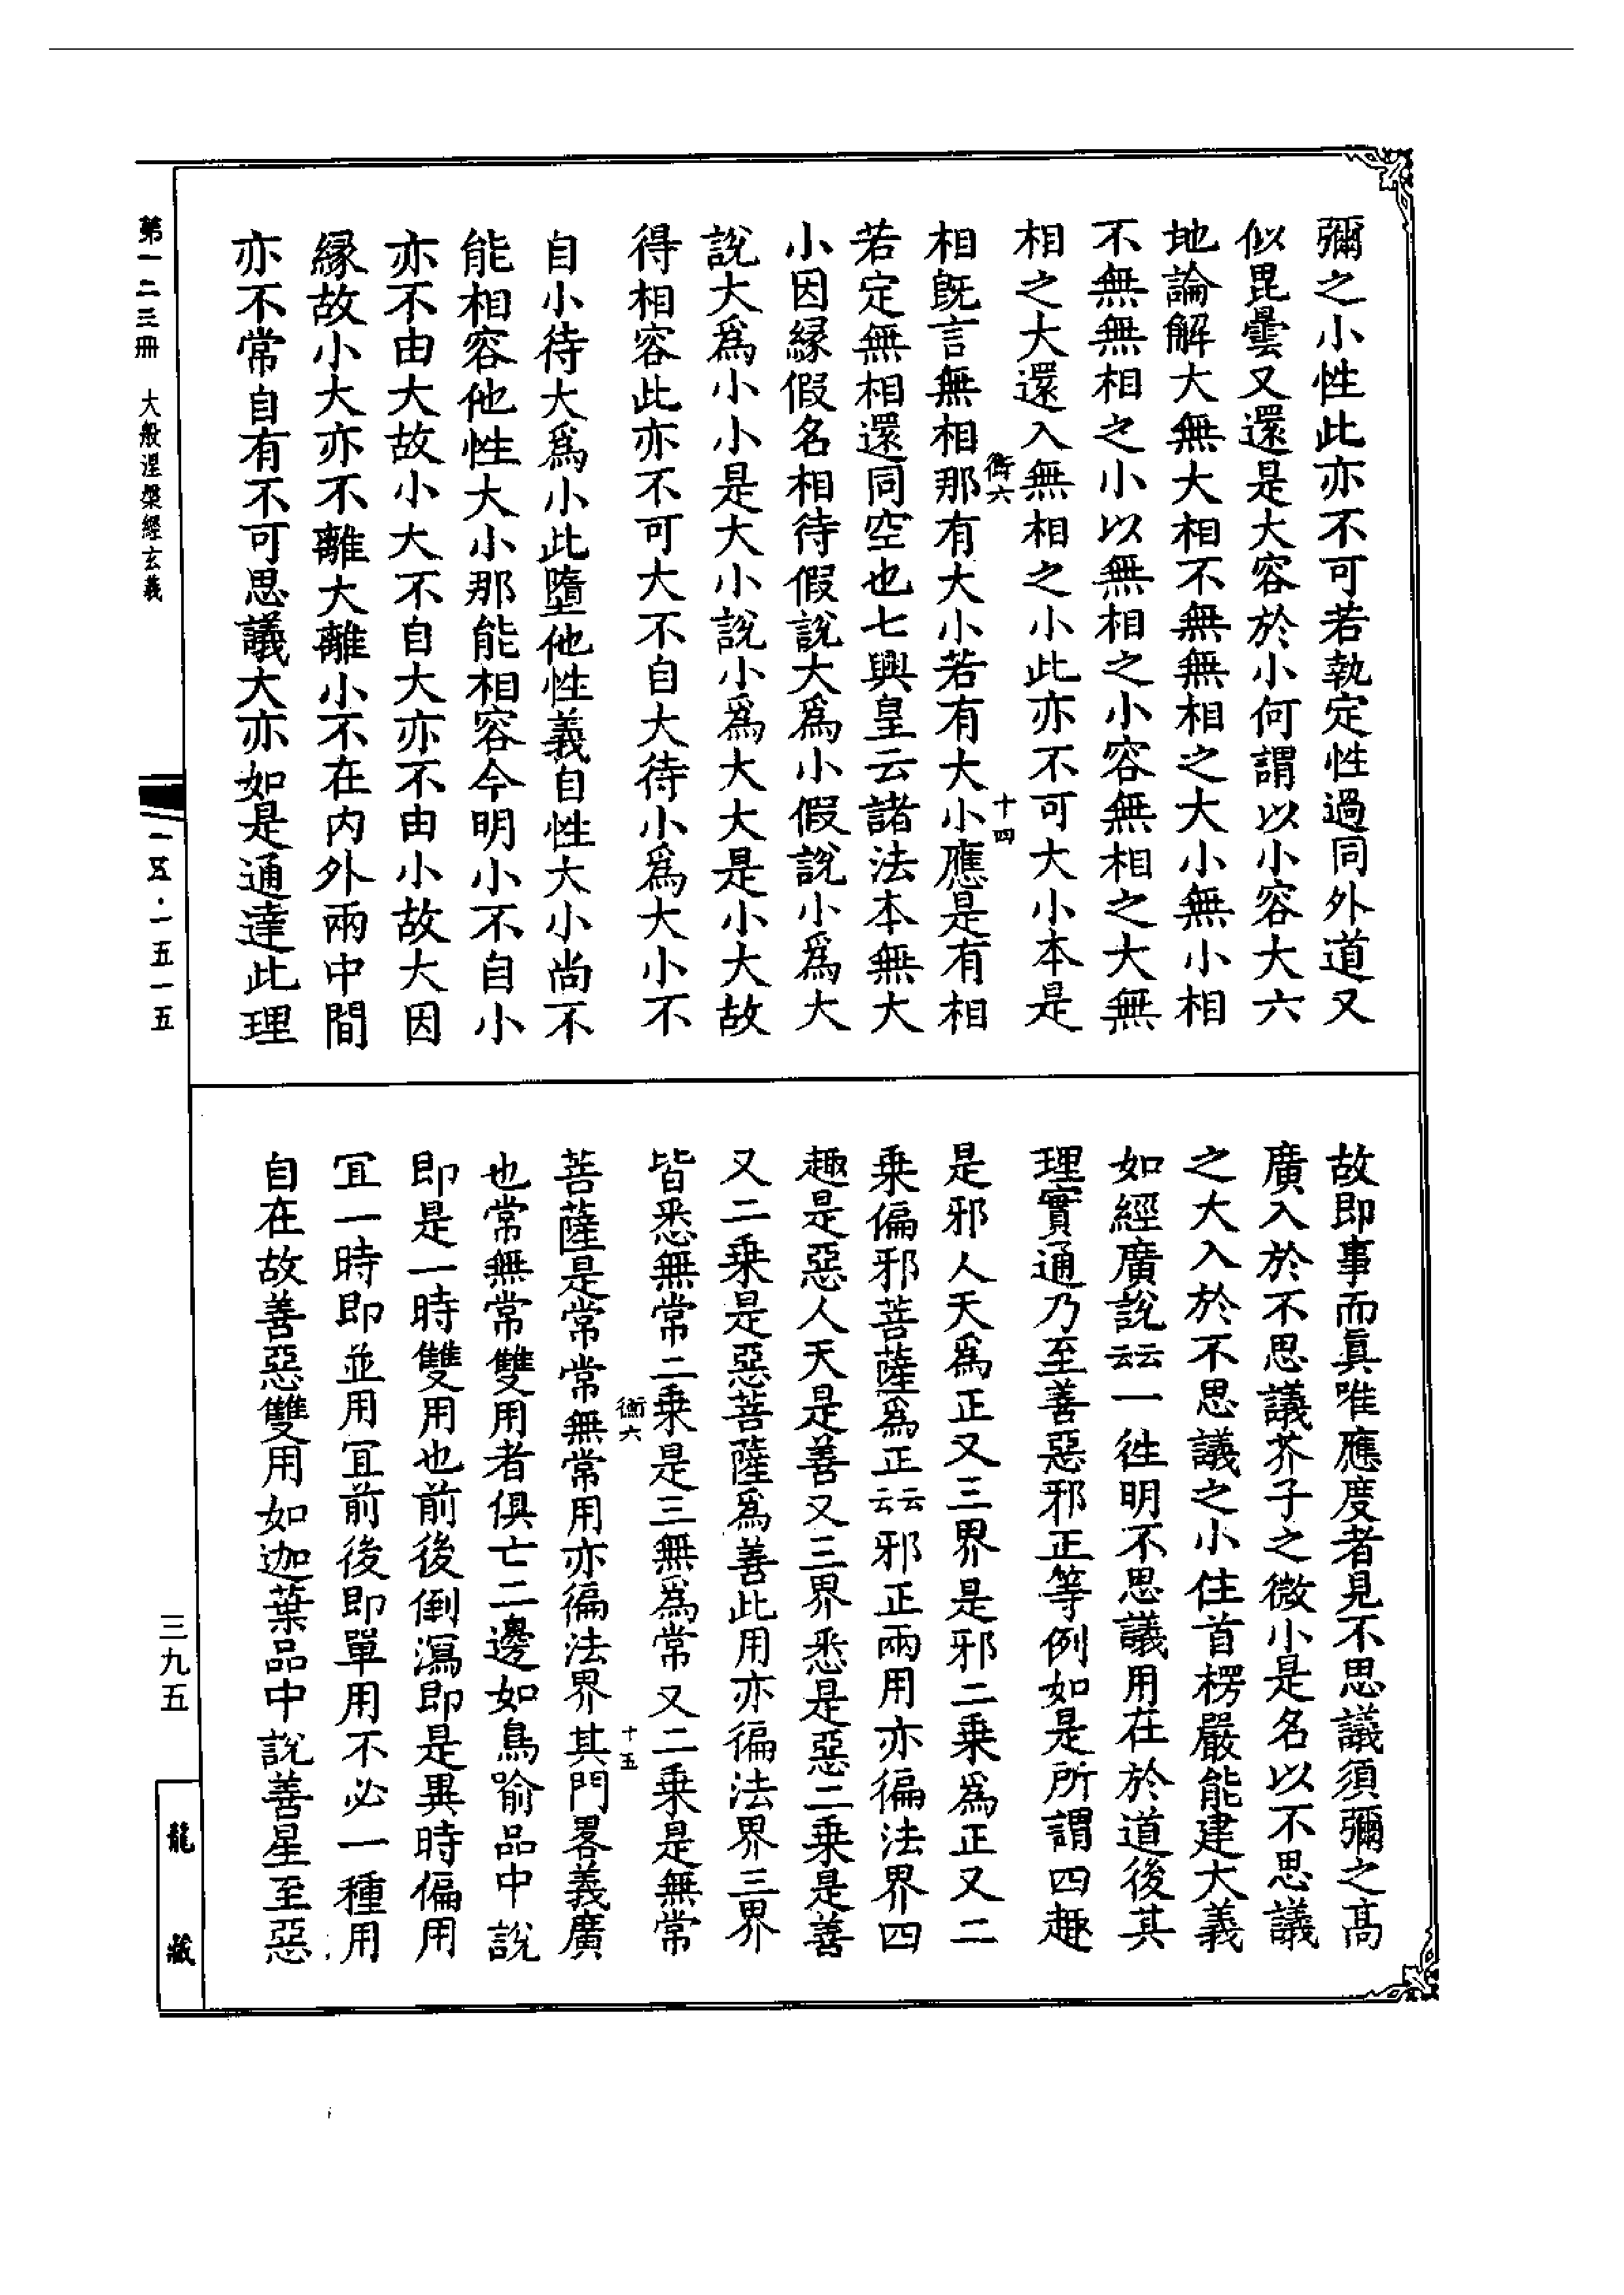 彌之小性此亦不可若執定性過同外道又
似毘曇又還是大容於小何謂以小容大六
地論解大無大相不無無相之大小無小相
不無無相之小以無相之小容無相之大無
相之大還入無相之小此亦不可大小本是
衡六
十四
相旣言無相那有大小若有大小應是有相
若定無相還同空也七興皇云諸法本無大
小因緣假名相待假說大爲小假說小爲大
說大爲小小是大小說小爲大大是小大故
得相容此亦不可大不自大待小爲大小不
自小待大爲小此墮他性義自性大小尚不
能相容他性大小那能相容今明小不自小
亦不由大故小大不自大亦不由小故大因
緣故小大亦不離大離小不在內外兩中間
亦不常自有不可思議大亦如是通達此理
故即事而眞唯應度者見不思議須彌之髙
廣入於不思議芥子之微小是名以不思議
之大入於不思議之小住首楞嚴能建大義
如經廣說云云一徃明不思議用在於道後其
理實通乃至善惡邪正等例如是所謂四趣
是邪人天爲正又三界是邪二乗爲正又二
乗偏邪菩薩爲正云云邪正兩用亦徧法界四
趣是惡人天是善又三界悉是惡二乗是善
又二乗是惡菩薩爲善此用亦徧法界三界
皆悉無常二乗是三無爲常又二乗是無常
衡六
十五
菩薩是常常無常用亦徧法界其門畧義廣
也常無常雙用者俱亡二邊如鳥喻品中說
即是一時雙用也前後倒瀉即是異時偏用
冝一時即並用冝前後即單用不必一種用
自在故善惡雙用如迦葉品中說善星至惡
第一二三冊　大般涅槃經玄義
一五·一五一五
三九五
龍藏